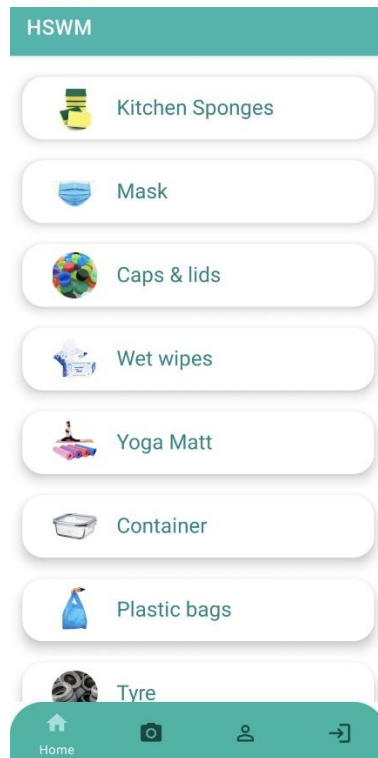 HSWM
Kitchen Sponges
Mask
Caps & lids
Wet wipes
Yoga Matt
Container
Plastic bags
Tyre
Home